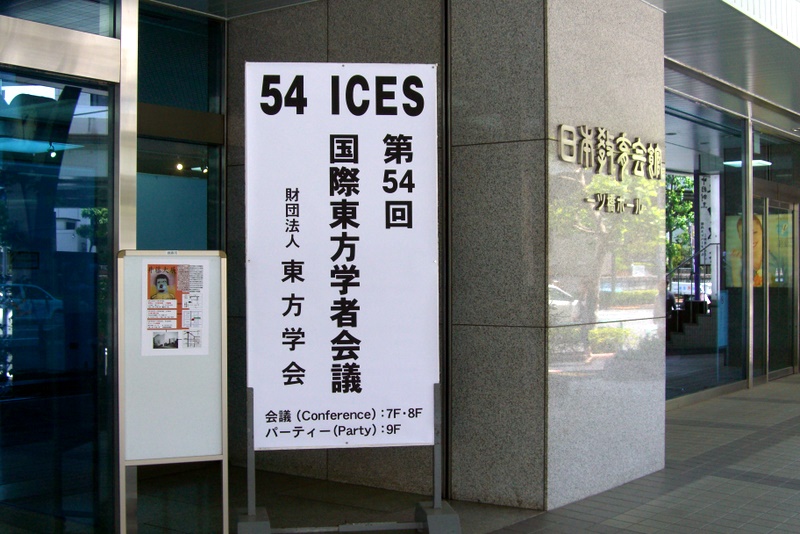 54 ICES
第54回
国際東方学者会議
財団法人 東方学会
会議 (Conference) : 7F・8F
パーティー (Party) : 9F
日本教育会館
一ツ橋ホール